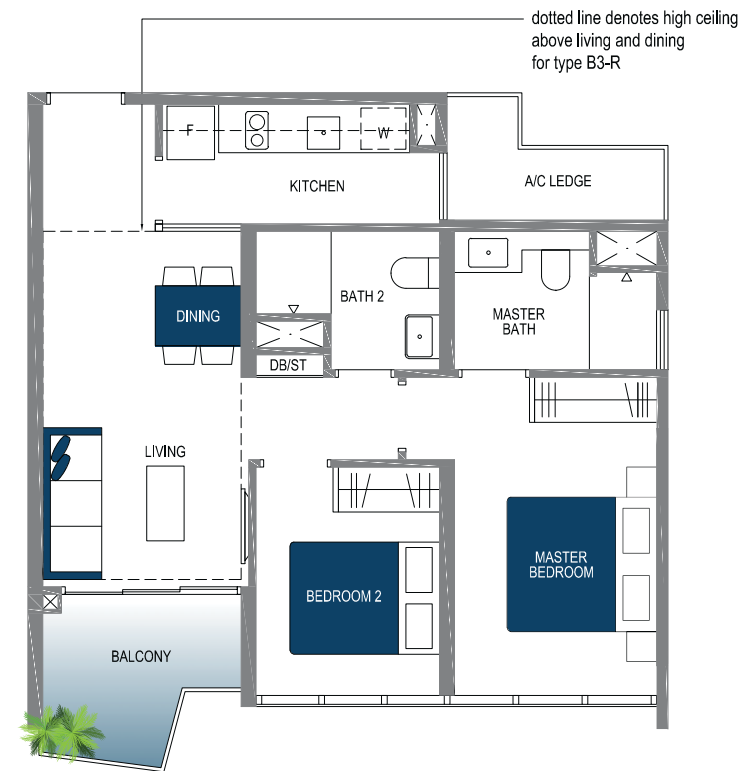 dotted line denotes high ceiling
above living and dining
for type B3-R
F
W
KITCHEN
A/C LEDGE
DINING
BATH 2
MASTER
BATH
DB/ST
LIVING
MASTER
BEDROOM
BEDROOM 2
BALCONY